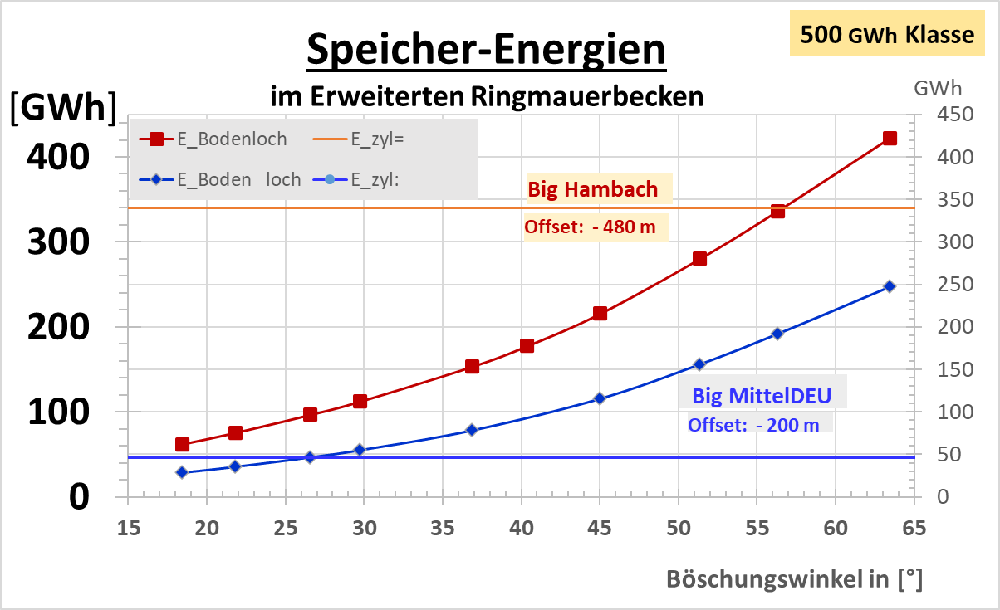 500 GWh Klasse
Speicher-Energien
im Erweiterten Ringmauerbecken
[GWh]
GWh
E_Bodenloch E_zyl=
E_Boden loch E_zyl:
400
300
200
100
0
450
400
350
300
250
200
150
100
50
0
Big Hambach
Offset: - 480 m
Big MittelDEU
Offset: - 200 m
15 20 25 30 35 40 45 50 55 60 65
Böschungswinkel in [°]